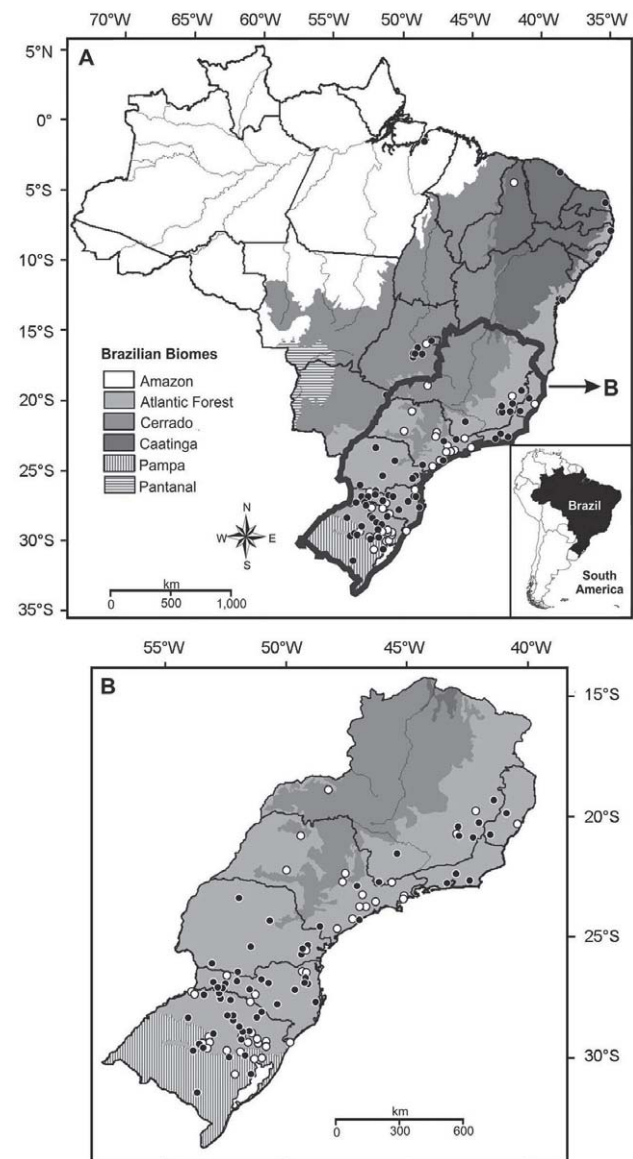 70°W 65°W 60°W 55°W 50°W 45°W 40°W 35°W
A
5°N
0°
5°S
10°S
15°S
20°S
25°S
30°S
35°S
B
Brazilian Biomes
Amazon
Atlantic Forest
Cerrado
Caatinga
Pampa
Pantanal
N
W E
S
km
0 500 1,000
Brazil
South
America
55°W 50°W 45°W 40°W
B
15°S
20°S
25°S
30°S
km
0 300 600